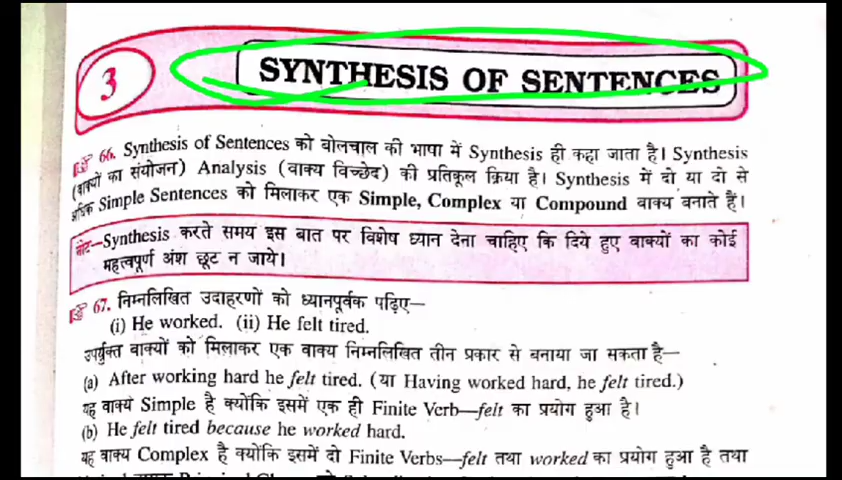 3
SYNTHESIS OF SENTENCES
66. Synthesis of Sentences को बोलचाल की भाषा में Synthesis ही कहा जाता है। Synthesis
(वाक्यों का संयोजन) Analysis (वाक्य विच्छेद) की प्रतिकूल क्रिया है। Synthesis में दो या दो से
अधिक Simple Sentences को मिलाकर एक Simple, Complex या Compound वाक्य बनाते हैं।
नोट—Synthesis करते समय इस बात पर विशेष ध्यान देना चाहिए कि दिये हुए वाक्यों का कोई
महत्वपूर्ण अंश छूट न जाये।
67. निम्नलिखित उदाहरणों को ध्यानपूर्वक पढ़िए—
(i) He worked. (ii) He felt tired.
उपर्युक्त वाक्यों को मिलाकर एक वाक्य निम्नलिखित तीन प्रकार से बनाया जा सकता है—
(a) After working hard he felt tired. (या Having worked hard, he felt tired.)
यह वाक्य Simple है क्योंकि इसमें एक ही Finite Verb—felt का प्रयोग हुआ है।
(b) He felt tired because he worked hard.
यह वाक्य Complex है क्योंकि इसमें दो Finite Verbs—felt तथा worked का प्रयोग हुआ है तथा